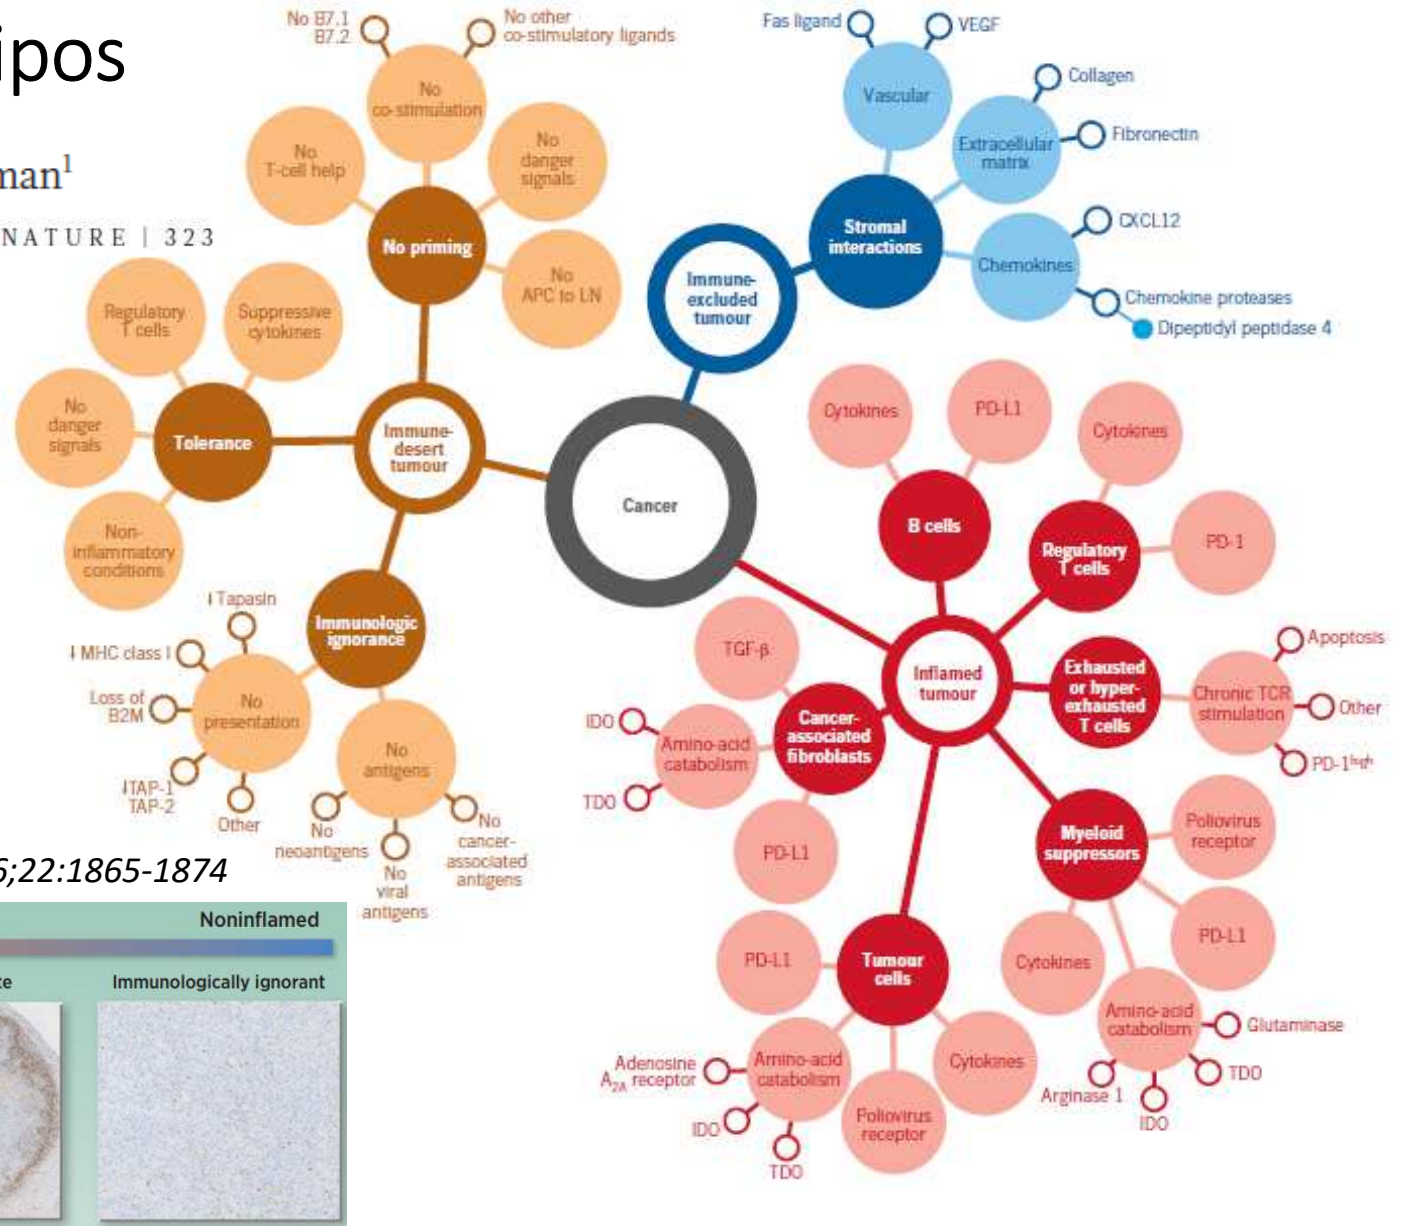 ipos
man¹
NATURE | 323
No B7.1
B7.2
No other
co-stimulatory ligands
No
co-stimulation
No
T-cell help
No
danger
signals
No priming
No
APC to LN
Regulatory
T cells
Suppressive
cytokines
No
danger
signals
Tolerance
Non-
inflammatory
conditions
Immune-
desert
tumour
Immunologic
ignorance
↓Tapasin
↓MHC class I
Loss of
B2M
No
presentation
↓TAP-1
TAP-2
Other
No
antigens
No
neoantigens
No
viral
antigens
No
cancer-
associated
antigens
Cancer
Immune-
excluded
tumour
Stromal
interactions
Fas ligand
VEGF
Vascular
Collagen
Extracellular
matrix
Fibronectin
CXCL12
Chemokines
Chemokine proteases
Dipeptidyl peptidase 4
Cytokines
PD-L1
B cells
Cytokines
Regulatory
T cells
PD-1
Inflamed
tumour
Exhausted
or hyper-
exhausted
T cells
Chronic TCR
stimulation
Apoptosis
Other
PD-1ʰⁱᵍʰ
TGF-β
Cancer-
associated
fibroblasts
IDO
Amino-acid
catabolism
TDO
PD-L1
Myeloid
suppressors
Poliovirus
receptor
PD-L1
Cytokines
Amino-acid
catabolism
Glutaminase
TDO
Arginase 1
IDO
Tumour
cells
PD-L1
Adenosine
A₂A receptor
Amino-acid
catabolism
IDO
TDO
Poliovirus
receptor
Cytokines
6;22:1865-1874
Noninflamed
te
Immunologically ignorant